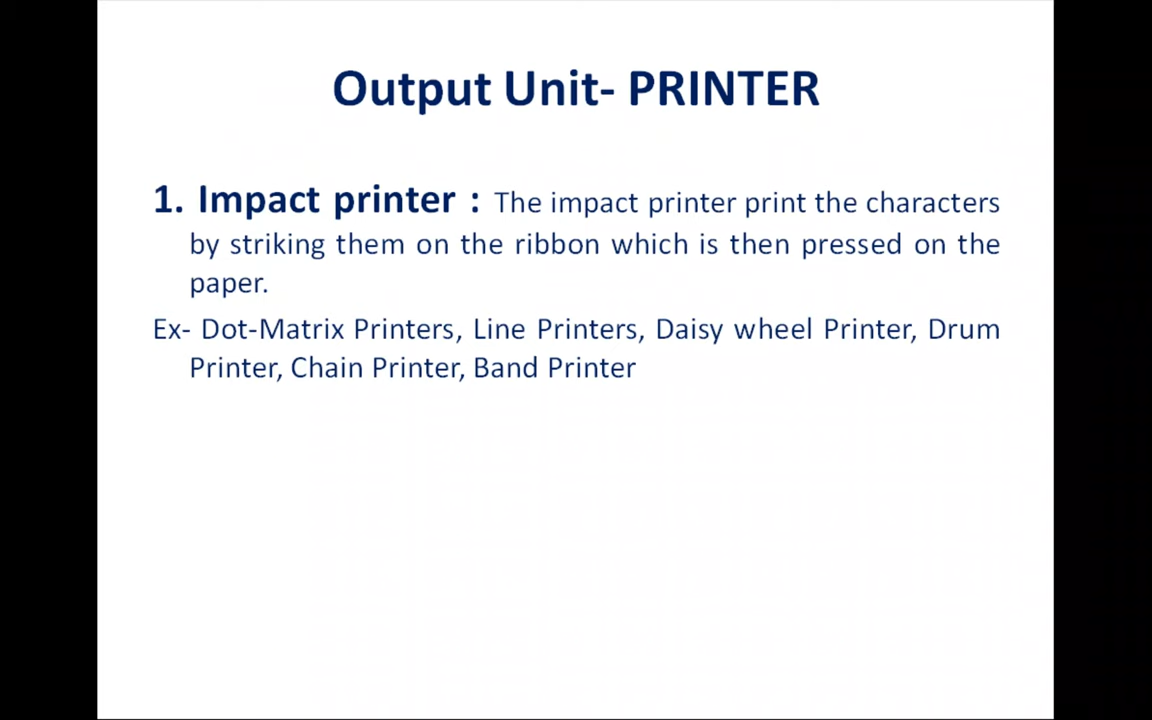 Output Unit- PRINTER
1. Impact printer : The impact printer print the characters
by striking them on the ribbon which is then pressed on the
paper.
Ex- Dot-Matrix Printers, Line Printers, Daisy wheel Printer, Drum
Printer, Chain Printer, Band Printer